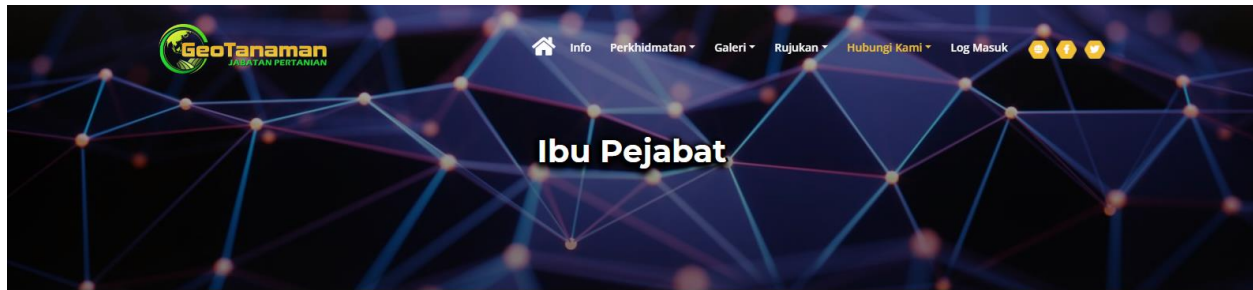 GeoTanaman
JABATAN PERTANIAN
Info Perkhidmatan Galeri Rujukan Hubungi Kami Log Masuk
Ibu Pejabat